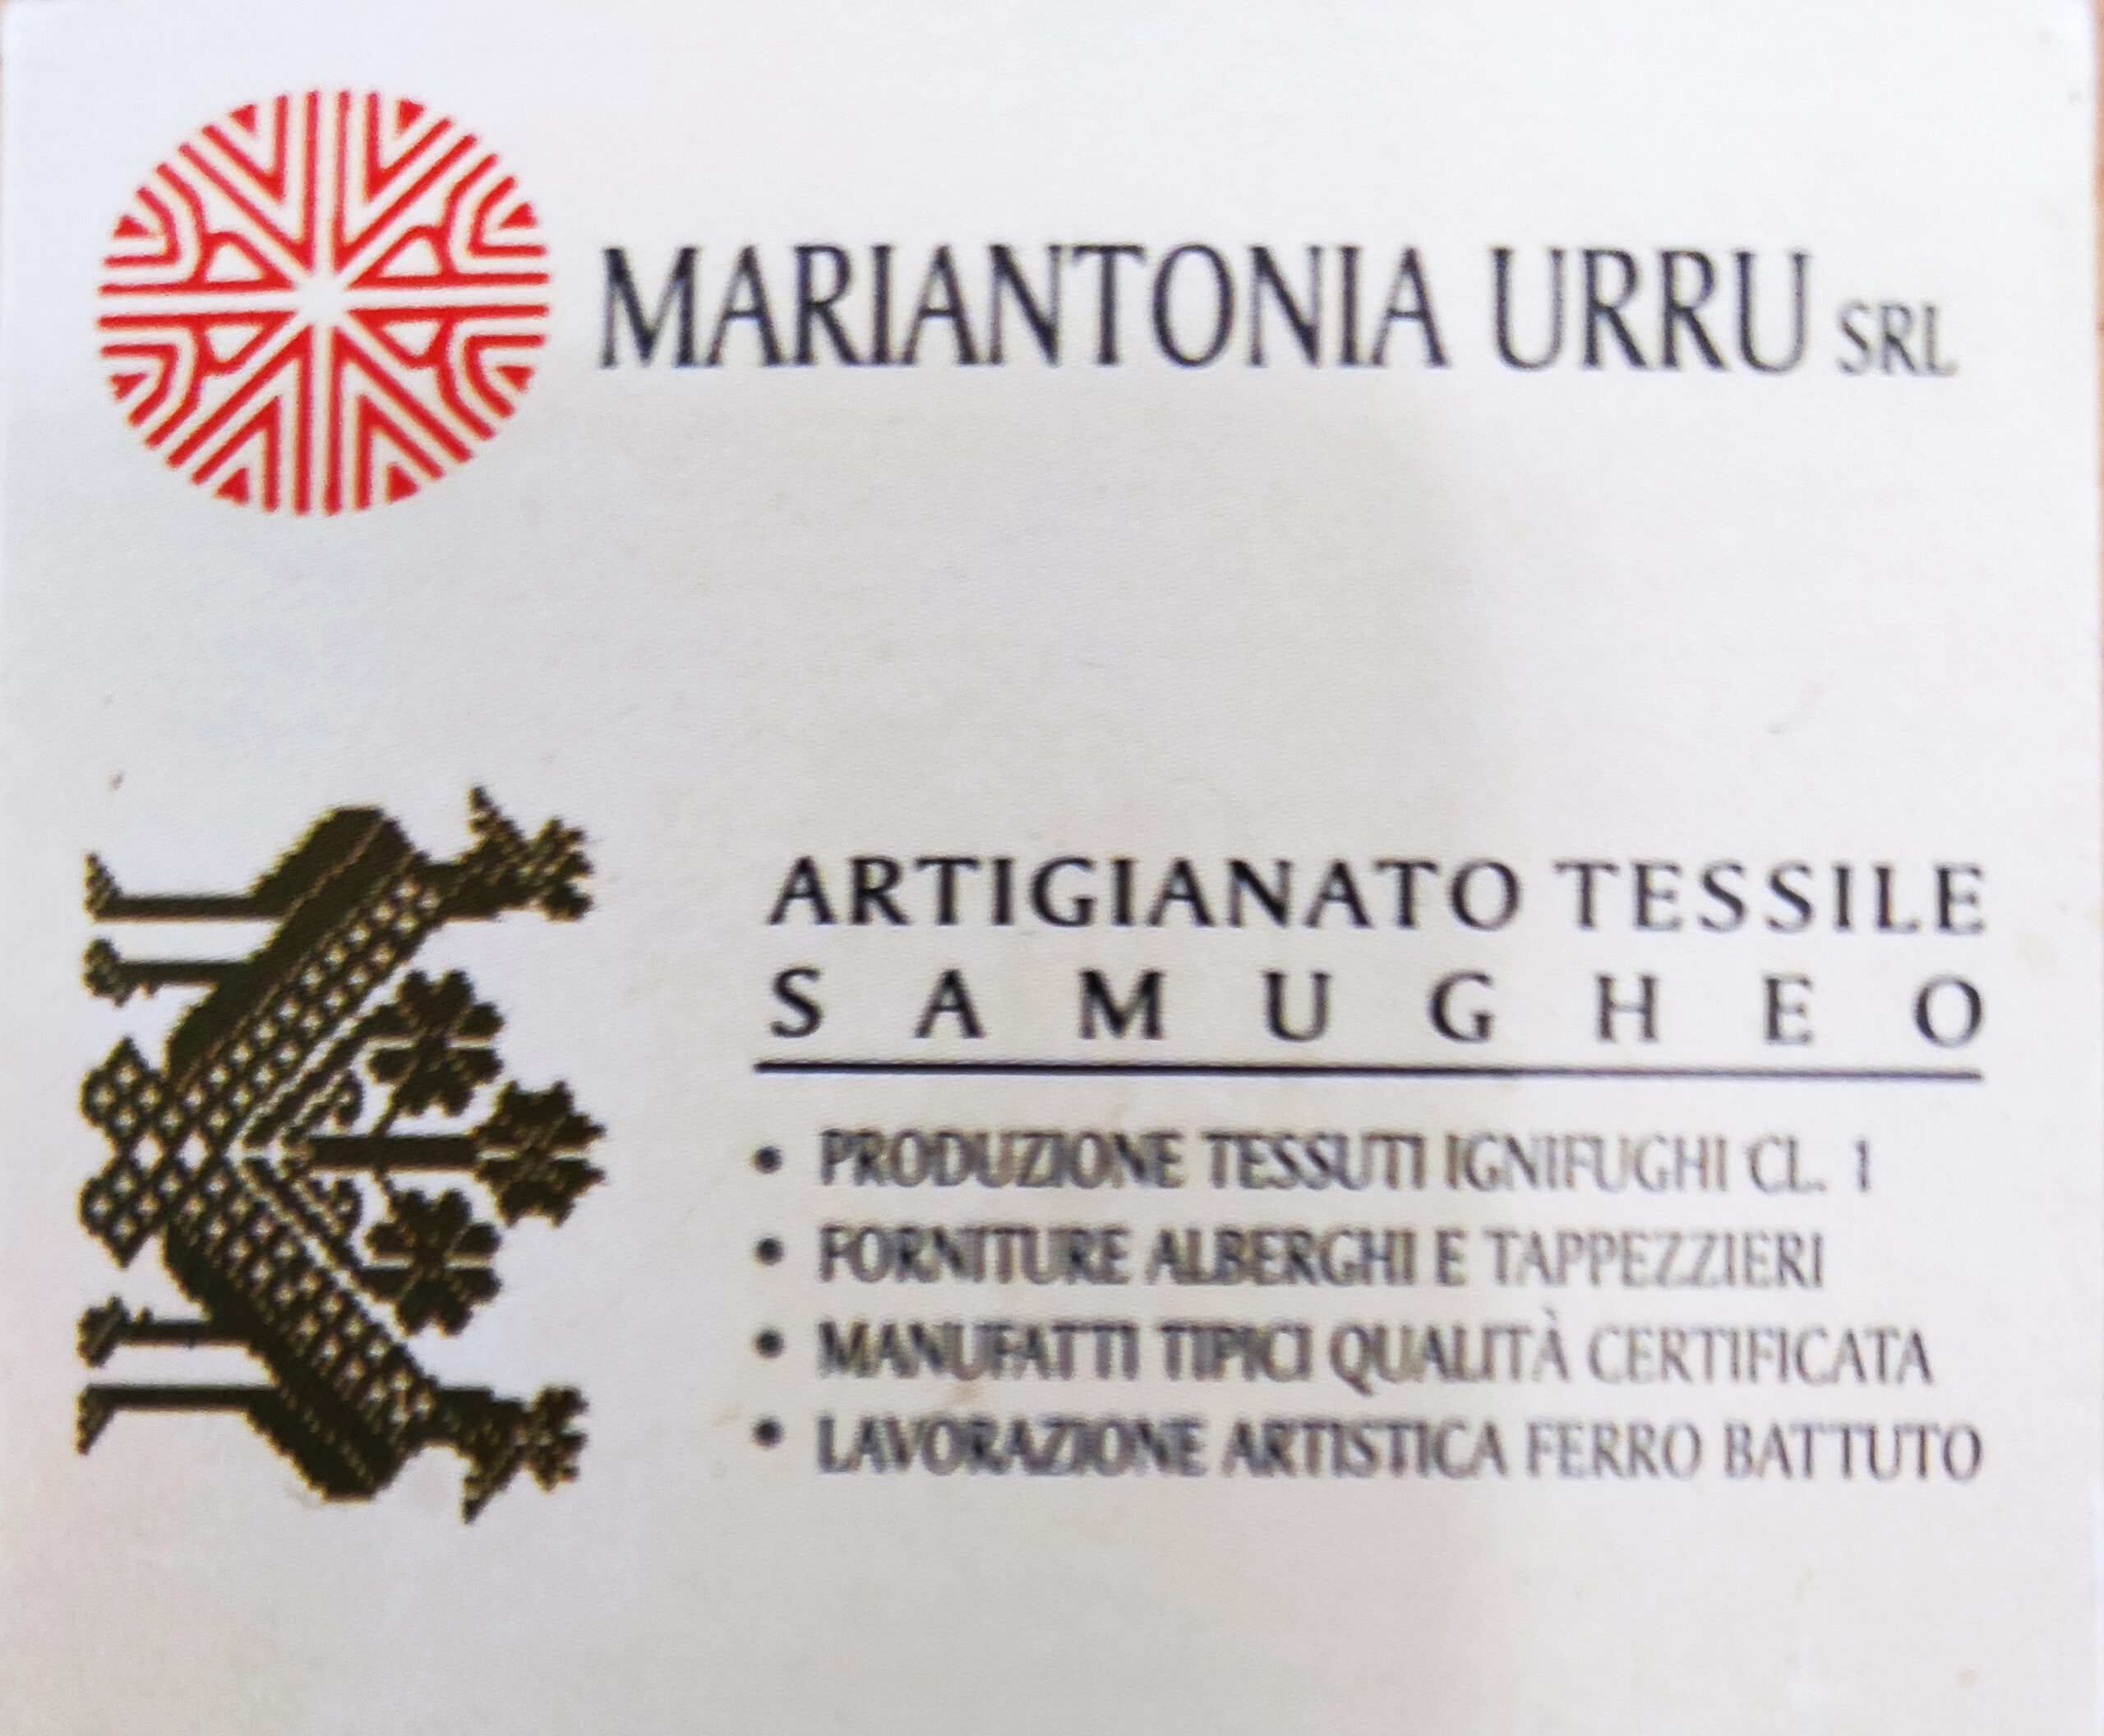 MARIANTONIA URRU SRL
ARTIGIANATO TESSILE
SAMUGHEO
• PRODUZIONE TESSUTI IGNIFUGHI CL. 1
• FORNITURE ALBERGHI E TAPPEZZIERI
• MANUFATTI TIPICI QUALITÀ CERTIFICATA
• LAVORAZIONE ARTISTICA FERRO BATTUTO